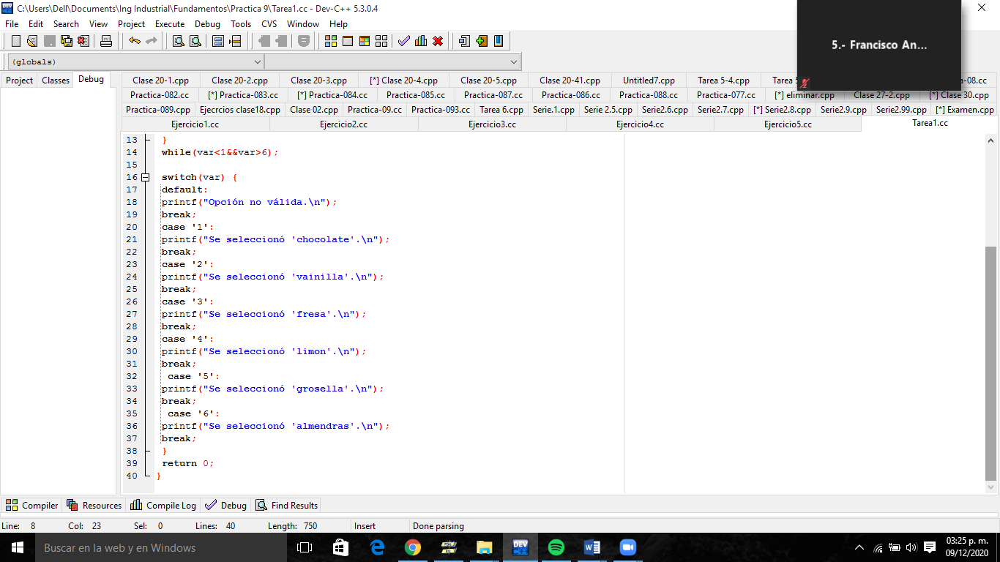 C:\Users\Dell\Documents\Ing Industrial\Fundamentos\Practica 9\Tarea1.cc - Dev-C++ 5.3.0.4
File Edit Search View Project Execute Debug Tools CVS Window Help
5.- Francisco An...
(globals)
Project Classes Debug
Clase 20-1.cpp Clase 20-2.cpp Clase 20-3.cpp [*] Clase 20-4.cpp Clase 20-5.cpp Clase 20-41.cpp Untitled7.cpp Tarea 5-4.cpp Tarea
Practica-082.cc [*] Practica-083.cc [*] Practica-084.cc Practica-085.cc Practica-087.cc Practica-086.cc Practica-088.cc Practica-077.cc [*] eliminar.cpp Clase 27-2.cpp [*] Clase 30.cpp
Practica-089.cpp Ejecrcios clase18.cpp Clase 02.cpp Practica-09.cc Practica-093.cc Tarea 6.cpp Serie.1.cpp Serie 2.5.cpp Serie2.6.cpp Serie2.7.cpp [*] Serie2.8.cpp Serie2.9.cpp Serie2.99.cpp [*] Examen.cpp
Ejercicio1.cc Ejercicio2.cc Ejercicio3.cc Ejercicio4.cc Ejercicio5.cc Tarea1.cc
13 }
14 while(var<1&&var>6);
15
16 switch(var) {
17 default:
18 printf("Opción no válida.\n");
19 break;
20 case '1':
21 printf("Se seleccionó 'chocolate'.\n");
22 break;
23 case '2':
24 printf("Se seleccionó 'vainilla'.\n");
25 break;
26 case '3':
27 printf("Se seleccionó 'fresa'.\n");
28 break;
29 case '4':
30 printf("Se seleccionó 'limon'.\n");
31 break;
32 case '5':
33 printf("Se seleccionó 'grosella'.\n");
34 break;
35 case '6':
36 printf("Se seleccionó 'almendras'.\n");
37 break;
38 }
39 return 0;
40 }
Compiler Resources Compile Log Debug Find Results
Line: 8 Col: 23 Sel: 0 Lines: 40 Length: 750 Insert Done parsing
Buscar en la web y en Windows
DEV
03:25 p. m.
09/12/2020